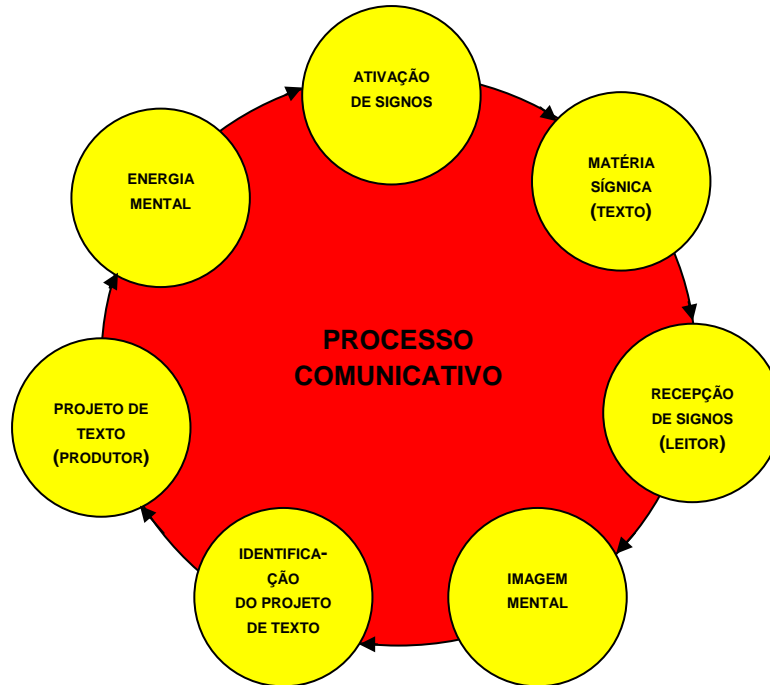 ATIVAÇÃO
DE SIGNOS
MATÉRIA
SÍGNICA
(TEXTO)
RECEPÇÃO
DE SIGNOS
(LEITOR)
IMAGEM
MENTAL
IDENTIFICA-
ÇÃO
DO PROJETO
DE TEXTO
PROJETO DE
TEXTO
(PRODUTOR)
ENERGIA
MENTAL
PROCESSO
COMUNICATIVO